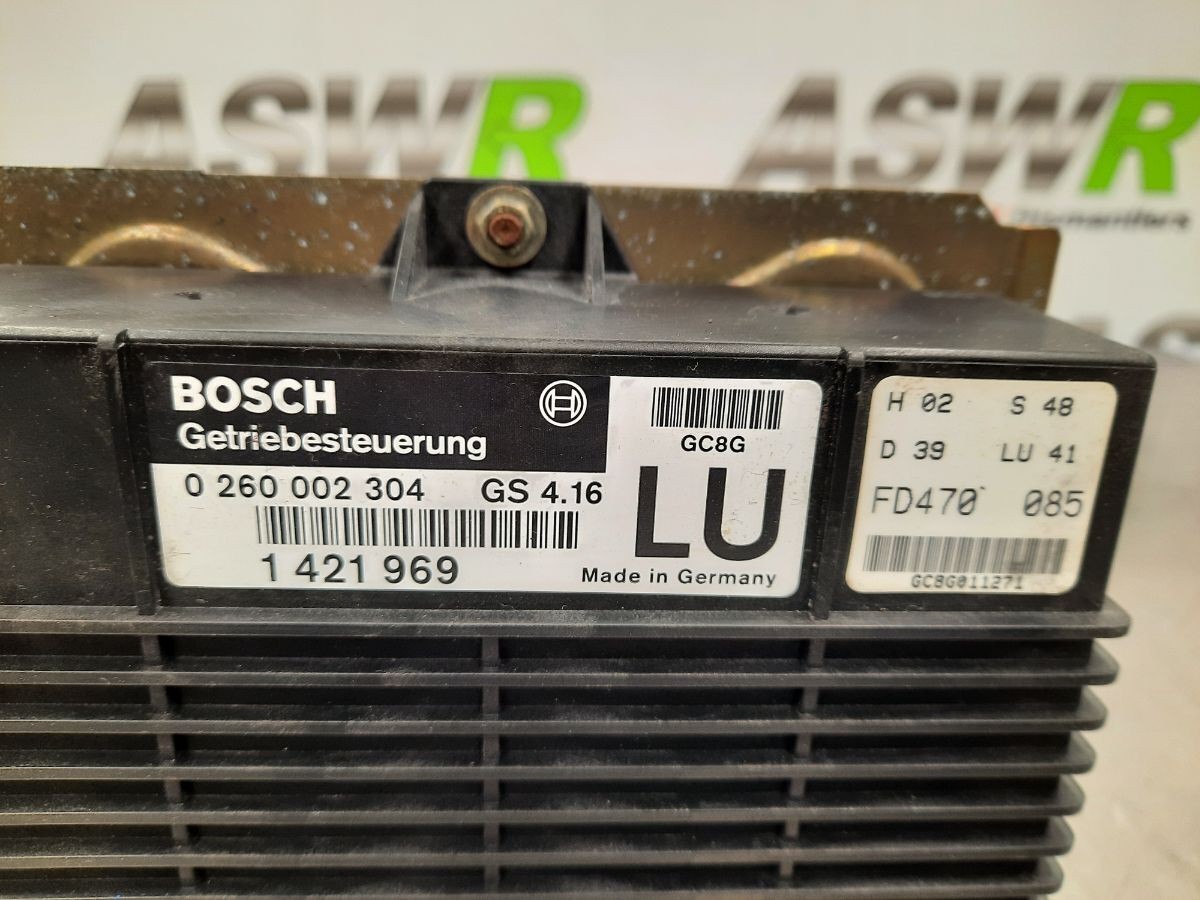 ASWR ASWR
BOSCH
Getriebesteuerung
0 260 002 304 GS 4.16
1 421 969
GC8G
LU
Made in Germany
H 02 S 48
D 39 LU 41
FD470 085
GC8G011271